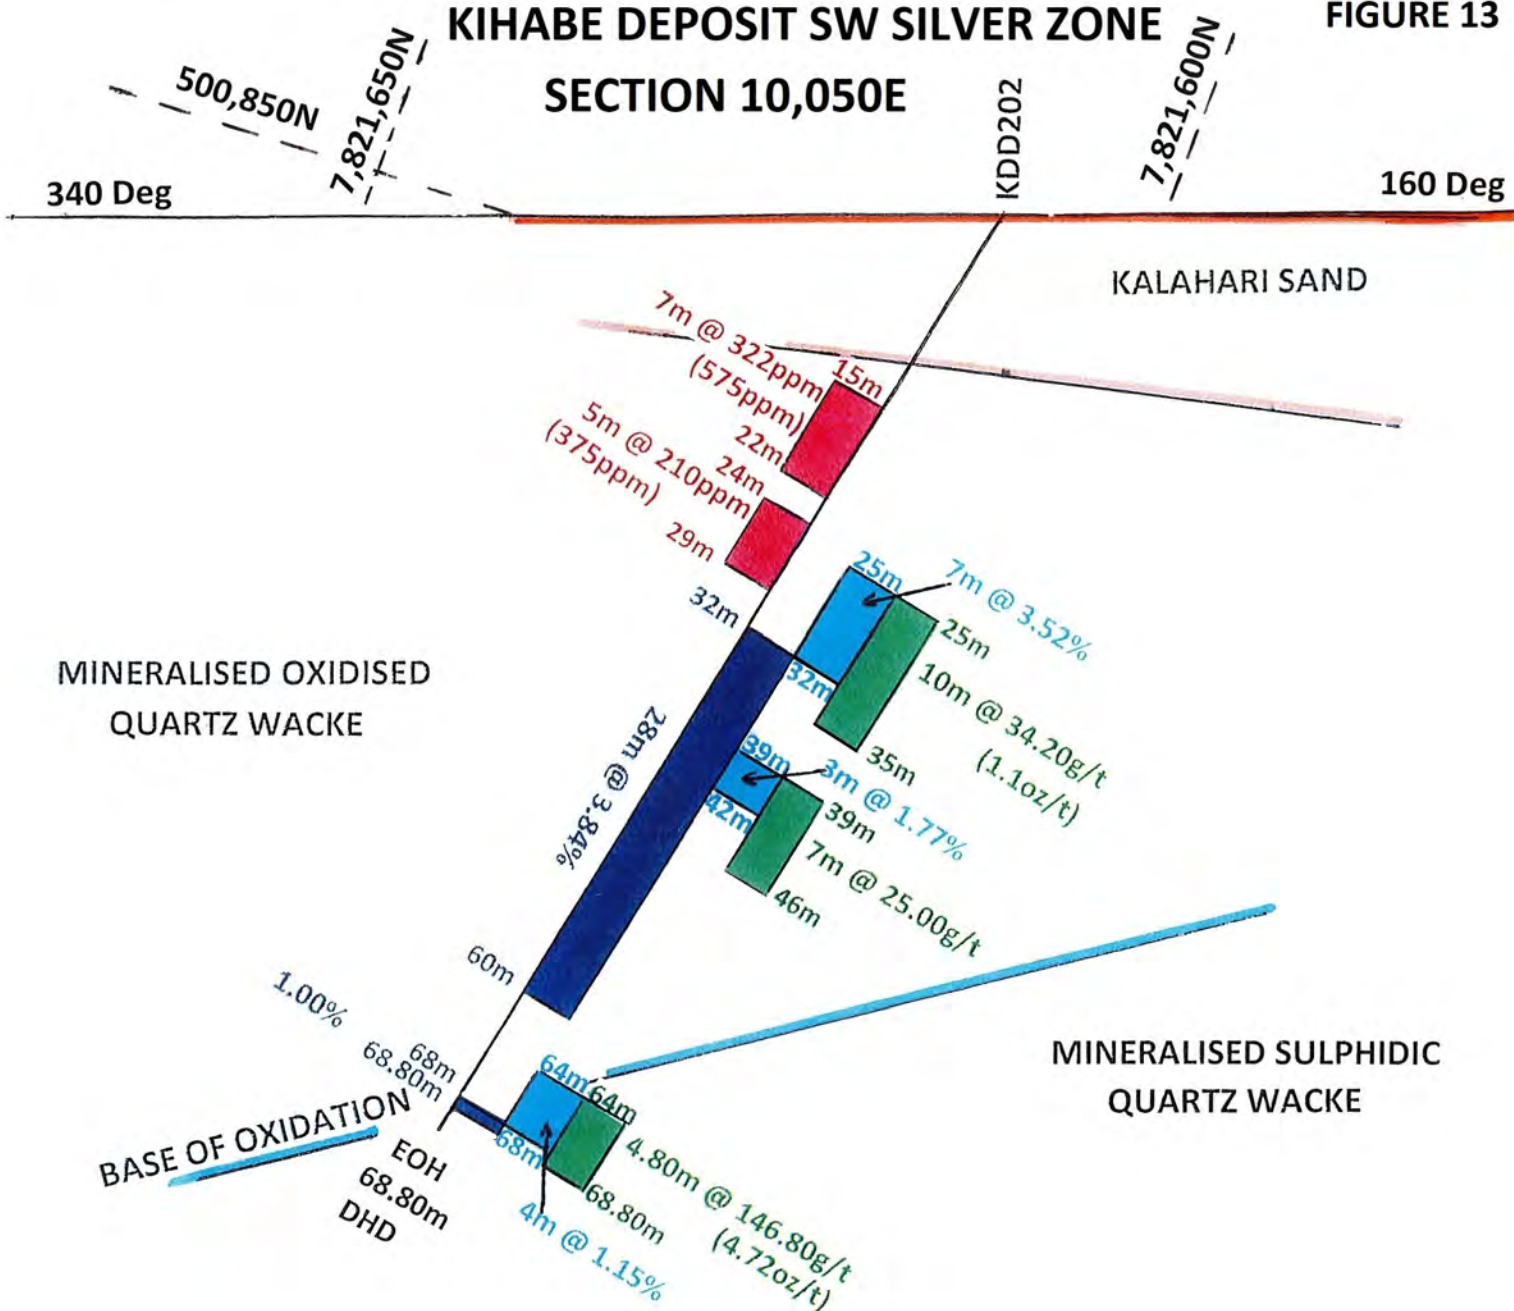 KIHABE DEPOSIT SW SILVER ZONE
FIGURE 13
SECTION 10,050E
500,850N
7,821,650N
KDD202
7,821,600N
340 Deg
160 Deg
KALAHARI SAND
7m @ 322ppm
(575ppm)
15m
22m
5m @ 210ppm
(375ppm)
24m
29m
32m
25m
7m @ 3.52%
32m
25m
10m @ 34.20g/t
(1.1oz/t)
35m
MINERALISED OXIDISED
QUARTZ WACKE
28m @ 3.84%
39m
3m @ 1.77%
42m
39m
7m @ 25.00g/t
46m
60m
1.00%
68m
68.80m
64m
64m
68m
4.80m @ 146.80g/t
(4.72oz/t)
68.80m
4m @ 1.15%
MINERALISED SULPHIDIC
QUARTZ WACKE
BASE OF OXIDATION
EOH
68.80m
DHD